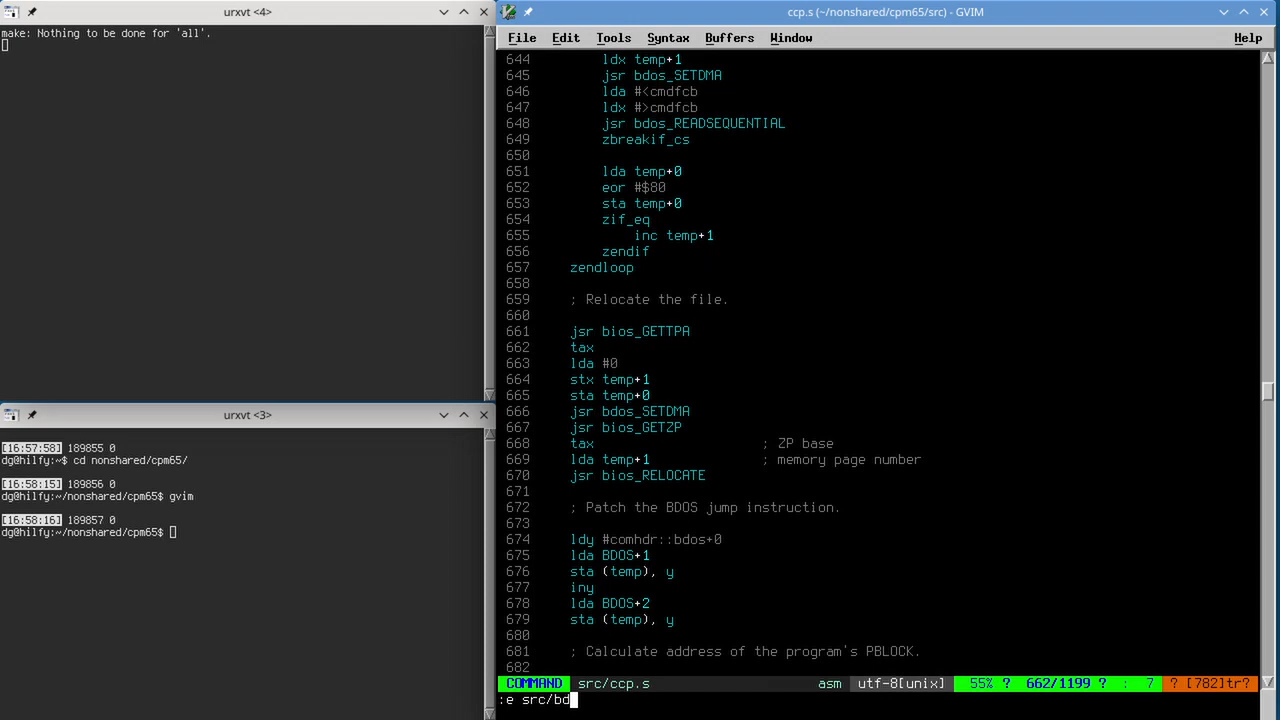 urxvt <4>
make: Nothing to be done for 'all'.
urxvt <3>
[16:57:58] 189855 0
dg@hilfy:~$ cd nonshared/cpm65/
[16:58:15] 189856 0
dg@hilfy:~/nonshared/cpm65$ gvim
[16:58:16] 189857 0
dg@hilfy:~/nonshared/cpm65$
ccp.s (~/nonshared/cpm65/src) - GVIM
File Edit Tools Syntax Buffers Window Help
644 ldx temp+1
645 jsr bdos_SETDMA
646 lda #<cmdfcb
647 ldx #>cmdfcb
648 jsr bdos_READSEQUENTIAL
649 zbreakif_cs
650
651 lda temp+0
652 eor #$80
653 sta temp+0
654 zif_eq
655 inc temp+1
656 zendif
657 zendloop
658
659 ; Relocate the file.
660
661 jsr bios_GETTPA
662 tax
663 lda #0
664 stx temp+1
665 sta temp+0
666 jsr bdos_SETDMA
667 jsr bios_GETZP
668 tax ; ZP base
669 lda temp+1 ; memory page number
670 jsr bios_RELOCATE
671
672 ; Patch the BDOS jump instruction.
673
674 ldy #comhdr::bdos+0
675 lda BDOS+1
676 sta (temp), y
677 iny
678 lda BDOS+2
679 sta (temp), y
680
681 ; Calculate address of the program's PBLOCK.
682
COMMAND src/ccp.s asm utf-8[unix] 55% ? 662/1199 ? : 7 ? [782]tr?
:e src/bd